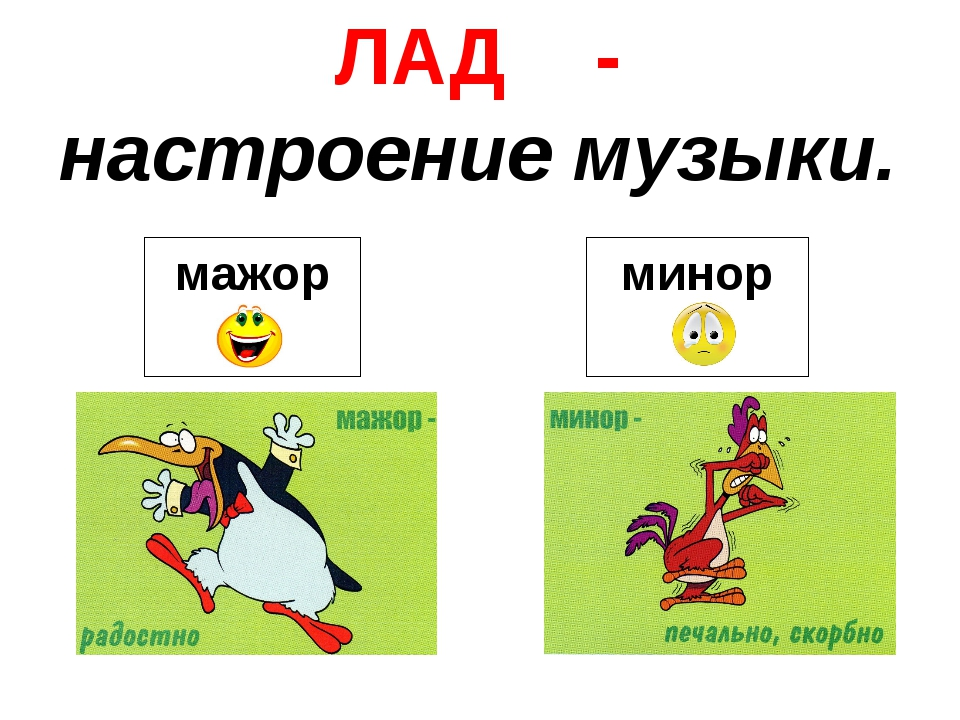 ЛАД -
настроение музыки.
мажор
минор
мажор -
радостно
минор -
печально, скорбно